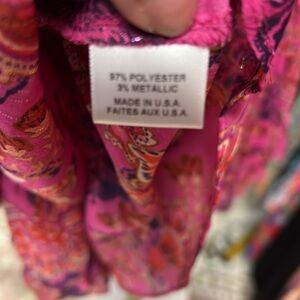 97% POLYESTER
3% METALLIC
MADE IN U.S.A.
FAITES AUX U.S.A.